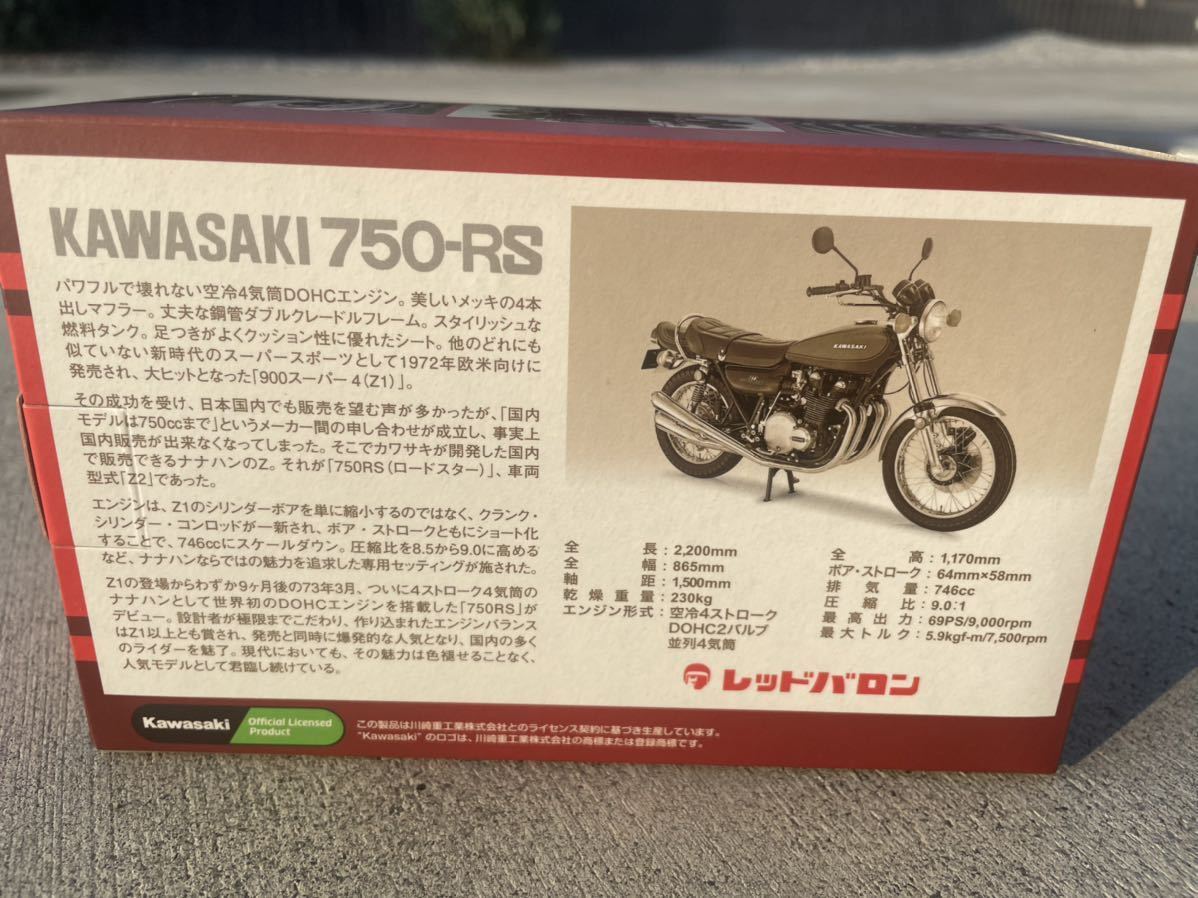 KAWASAKI 750-RS
パワフルで壊れない空冷4気筒DOHCエンジン。美しいメッキの4本
出しマフラー。丈夫な鋼管ダブルクレードルフレーム。スタイリッシュな
燃料タンク。足つきがよくクッション性に優れたシート。他のどれにも
似ていない新時代のスーパースポーツとして1972年欧米向けに
発売され、大ヒットとなった「900スーパー4(Z1)」。
その成功を受け、日本国内でも販売を望む声が多かったが、「国内
モデルは750ccまで」というメーカー間の申し合わせが成立し、事実上
国内販売が出来なくなってしまった。そこでカワサキが開発した国内
で販売できるナナハンのZ。それが「750RS(ロードスター)」、車両
型式「Z2」であった。
エンジンは、Z1のシリンダーボアを単に縮小するのではなく、クランク・
シリンダー・コンロッドが一新され、ボア・ストロークともにショート化
することで、746ccにスケールダウン。圧縮比を8.5から9.0に高める
など、ナナハンならではの魅力を追求した専用セッティングが施された。
Z1の登場からわずか9ヶ月後の73年3月、ついに4ストローク4気筒の
ナナハンとして世界初のDOHCエンジンを搭載した「750RS」が
デビュー。設計者が極限までこだわり、作り込まれたエンジンバランス
はZ1以上とも賞され、発売と同時に爆発的な人気となり、国内の多く
のライダーを魅了。現代においても、その魅力は色褪せることなく、
人気モデルとして君臨し続けている。
KAWASAKI
全長:2,200mm
全幅:865mm
軸距:1,500mm
乾燥重量:230kg
エンジン形式:空冷4ストローク
DOHC2バルブ
並列4気筒
全高:1,170mm
ボア・ストローク:64mm×58mm
排気量:746cc
圧縮比:9.0:1
最高出力:69PS/9,000rpm
最大トルク:5.9kgf-m/7,500rpm
レッドバロン
Kawasaki
Official Licensed
Product
この製品は川崎重工業株式会社とのライセンス契約に基づき生産しています。
"Kawasaki"のロゴは、川崎重工業株式会社の商標または登録商標です。